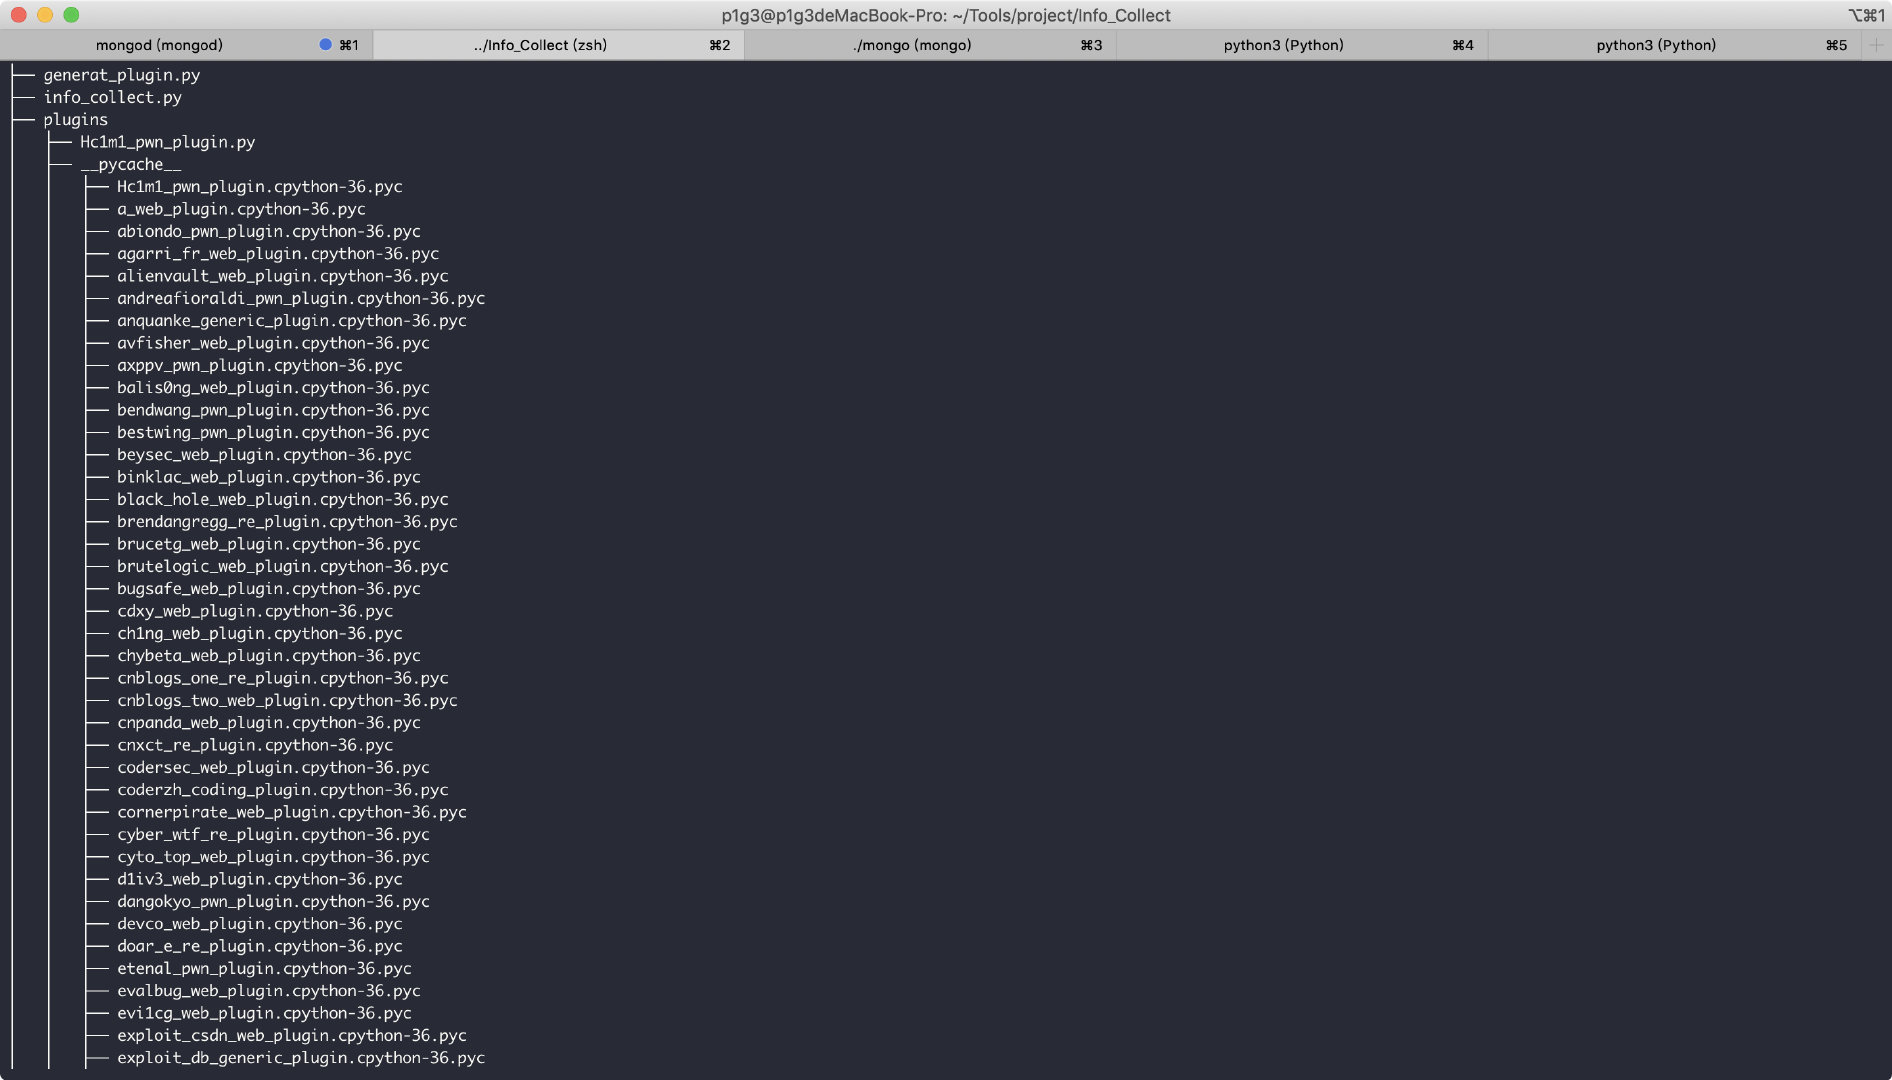 p1g3@p1g3deMacBook-Pro: ~/Tools/project/Info_Collect ⌥⌘1
mongod (mongod) ⌘1 ../Info_Collect (zsh) ⌘2 ./mongo (mongo) ⌘3 python3 (Python) ⌘4 python3 (Python) ⌘5
├── generat_plugin.py
├── info_collect.py
├── plugins
│   ├── Hc1m1_pwn_plugin.py
│   ├── __pycache__
│   │   ├── Hc1m1_pwn_plugin.cpython-36.pyc
│   │   ├── a_web_plugin.cpython-36.pyc
│   │   ├── abiondo_pwn_plugin.cpython-36.pyc
│   │   ├── agarri_fr_web_plugin.cpython-36.pyc
│   │   ├── alienvault_web_plugin.cpython-36.pyc
│   │   ├── andreafioraldi_pwn_plugin.cpython-36.pyc
│   │   ├── anquanke_generic_plugin.cpython-36.pyc
│   │   ├── avfisher_web_plugin.cpython-36.pyc
│   │   ├── axppv_pwn_plugin.cpython-36.pyc
│   │   ├── balis0ng_web_plugin.cpython-36.pyc
│   │   ├── bendwang_pwn_plugin.cpython-36.pyc
│   │   ├── bestwing_pwn_plugin.cpython-36.pyc
│   │   ├── beysec_web_plugin.cpython-36.pyc
│   │   ├── binklac_web_plugin.cpython-36.pyc
│   │   ├── black_hole_web_plugin.cpython-36.pyc
│   │   ├── brendangregg_re_plugin.cpython-36.pyc
│   │   ├── brucetg_web_plugin.cpython-36.pyc
│   │   ├── brutelogic_web_plugin.cpython-36.pyc
│   │   ├── bugsafe_web_plugin.cpython-36.pyc
│   │   ├── cdxy_web_plugin.cpython-36.pyc
│   │   ├── ch1ng_web_plugin.cpython-36.pyc
│   │   ├── chybeta_web_plugin.cpython-36.pyc
│   │   ├── cnblogs_one_re_plugin.cpython-36.pyc
│   │   ├── cnblogs_two_web_plugin.cpython-36.pyc
│   │   ├── cnpanda_web_plugin.cpython-36.pyc
│   │   ├── cnxct_re_plugin.cpython-36.pyc
│   │   ├── codersec_web_plugin.cpython-36.pyc
│   │   ├── coderzh_coding_plugin.cpython-36.pyc
│   │   ├── cornerpirate_web_plugin.cpython-36.pyc
│   │   ├── cyber_wtf_re_plugin.cpython-36.pyc
│   │   ├── cyto_top_web_plugin.cpython-36.pyc
│   │   ├── d1iv3_web_plugin.cpython-36.pyc
│   │   ├── dangokyo_pwn_plugin.cpython-36.pyc
│   │   ├── devco_web_plugin.cpython-36.pyc
│   │   ├── doar_e_re_plugin.cpython-36.pyc
│   │   ├── etenal_pwn_plugin.cpython-36.pyc
│   │   ├── evalbug_web_plugin.cpython-36.pyc
│   │   ├── evi1cg_web_plugin.cpython-36.pyc
│   │   ├── exploit_csdn_web_plugin.cpython-36.pyc
│   │   ├── exploit_db_generic_plugin.cpython-36.pyc